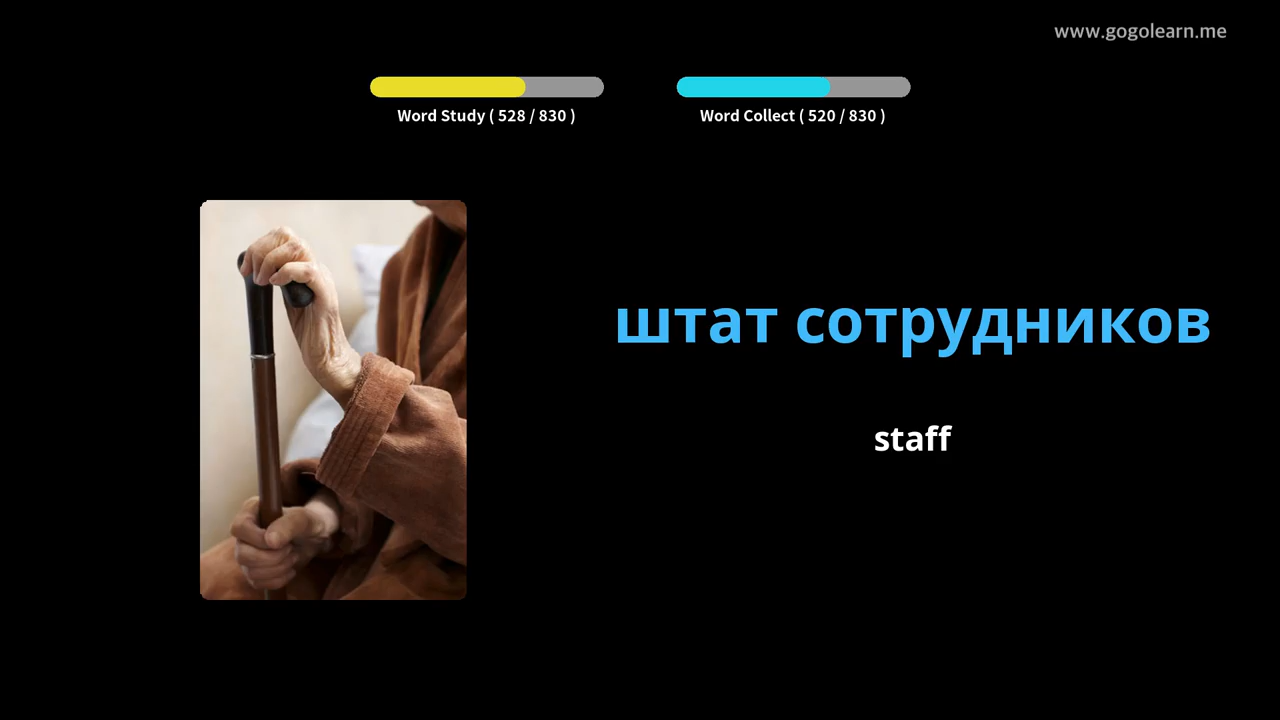 www.gogolearn.me
Word Study ( 528 / 830 )
Word Collect ( 520 / 830 )
штат сотрудников
staff